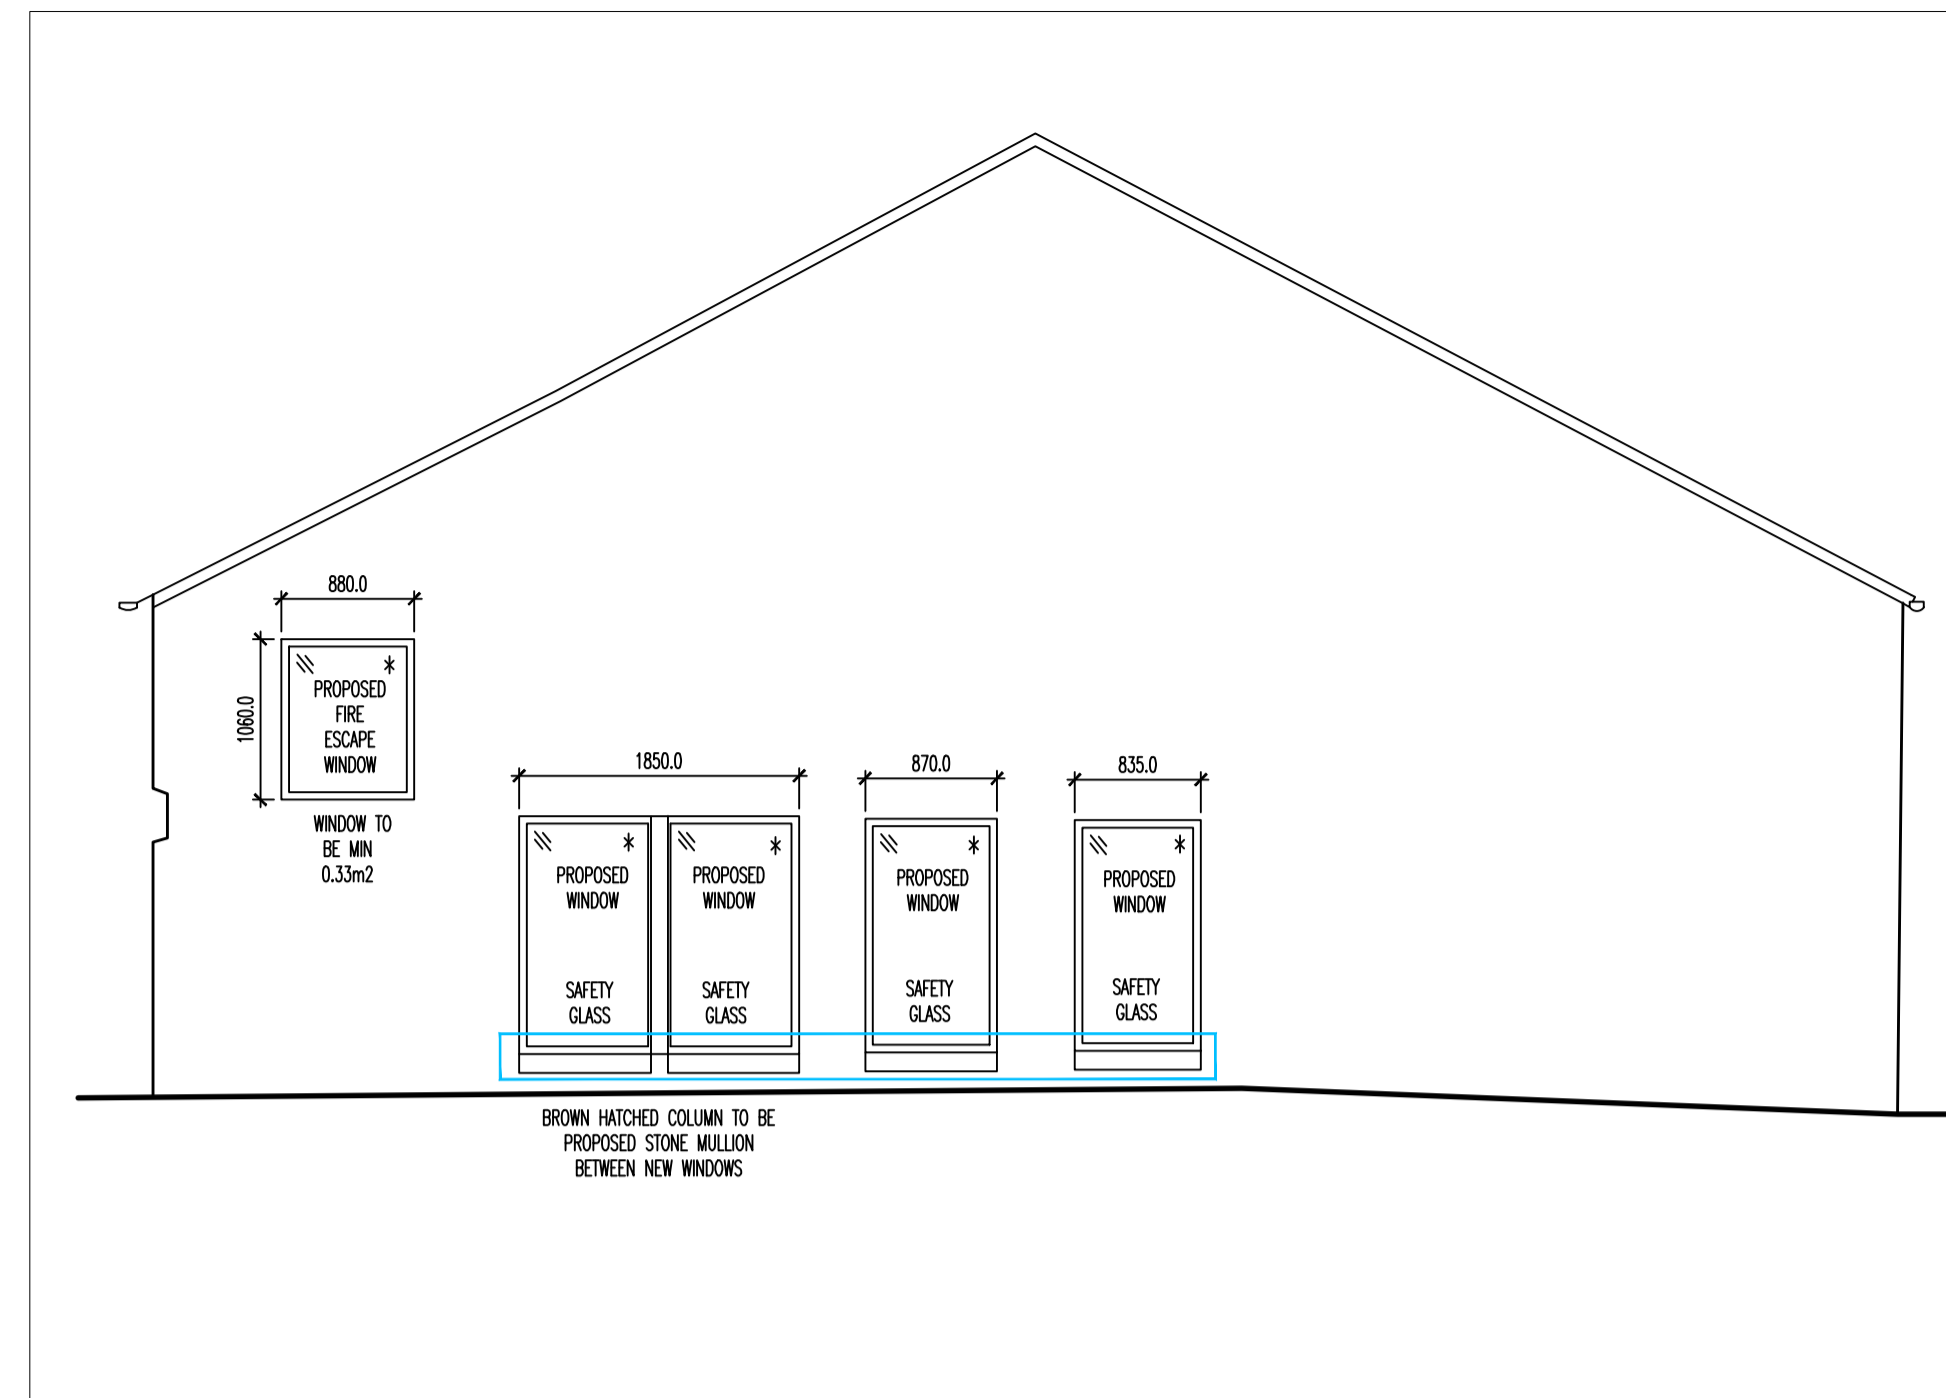 880.0
1060.0
PROPOSED
FIRE
ESCAPE
WINDOW
WINDOW TO
BE MIN
0.33m2
1850.0
870.0
835.0
PROPOSED
WINDOW
SAFETY
GLASS
PROPOSED
WINDOW
SAFETY
GLASS
PROPOSED
WINDOW
SAFETY
GLASS
PROPOSED
WINDOW
SAFETY
GLASS
BROWN HATCHED COLUMN TO BE
PROPOSED STONE MULLION
BETWEEN NEW WINDOWS